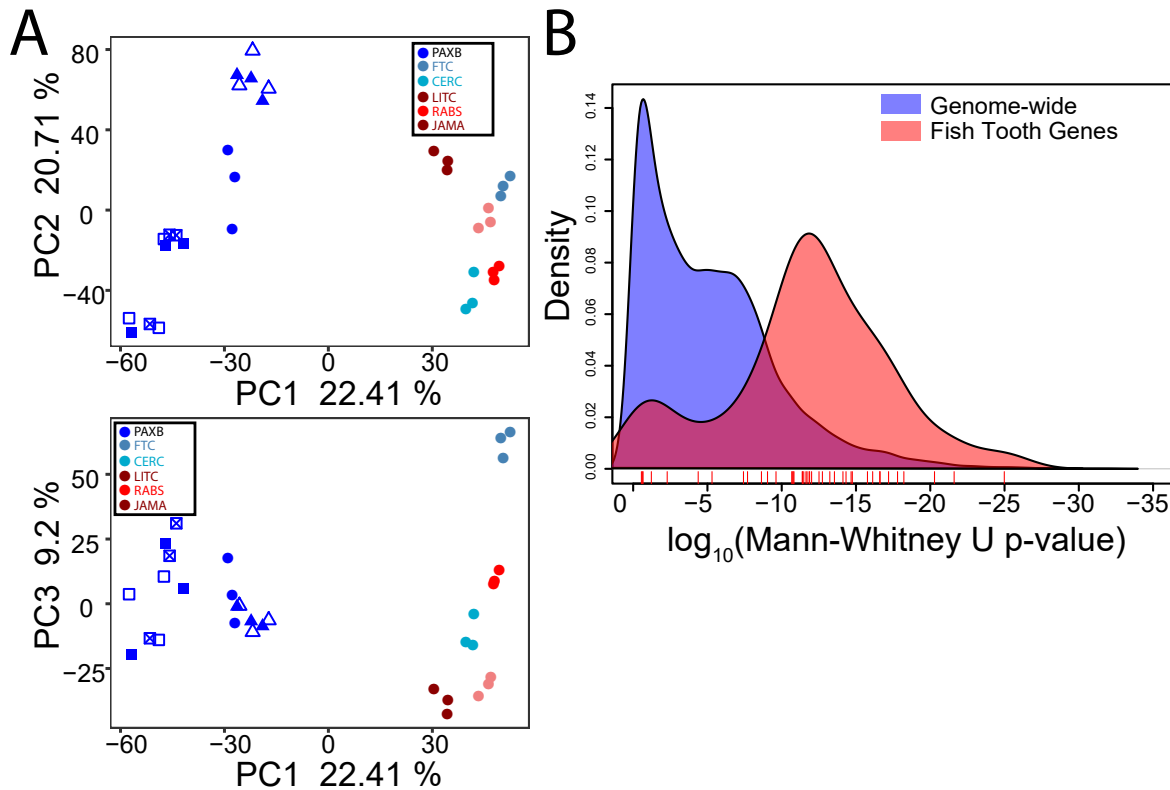 A
80
40
0
−40
PC2 20.71 %
PAXB
FTC
CERC
LITC
RABS
JAMA
−60
−30
0
30
PC1 22.41 %
50
25
0
−25
PC3 9.2 %
PAXB
FTC
CERC
LITC
RABS
JAMA
−60
−30
0
30
PC1 22.41 %
B
Genome-wide
Fish Tooth Genes
0.14
0.12
0.10
0.08
0.06
0.04
0.02
0.00
Density
0
−5
−10
−15
−20
−25
−30
−35
log10(Mann-Whitney U p-value)